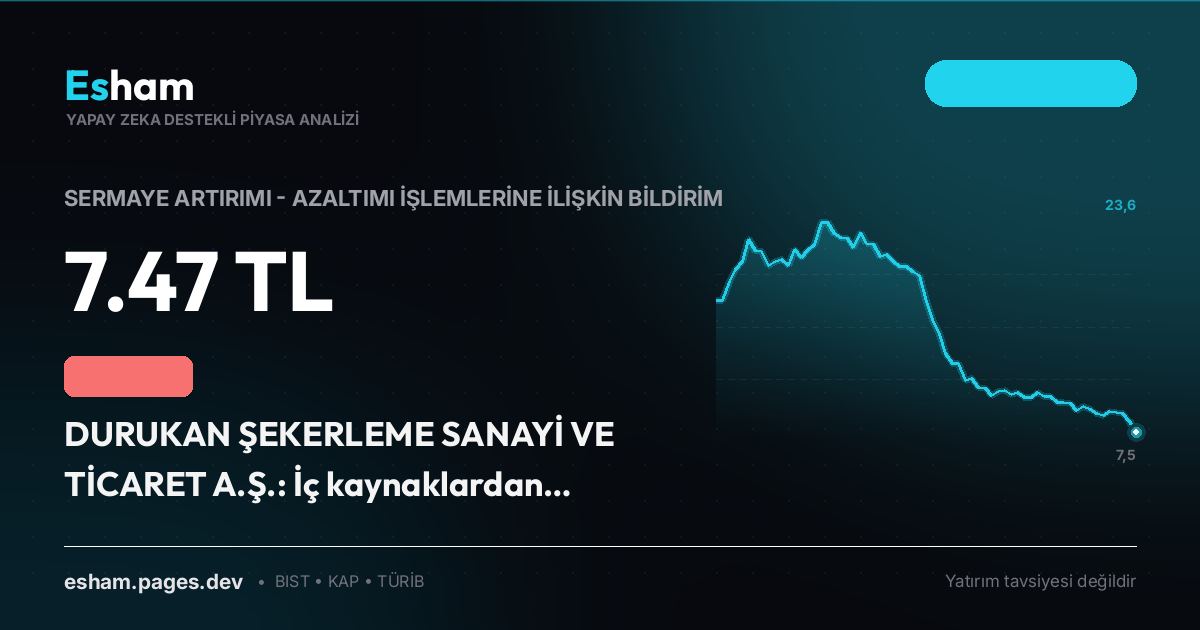 Esham
YAPAY ZEKA DESTEKLİ PİYASA ANALİZİ
SERMAYE ARTIRIMI - AZALTIMI İŞLEMLERİNE İLİŞKİN BİLDİRİM
23,6
7.47 TL
DURUKAN ŞEKERLEME SANAYİ VE
TİCARET A.Ş.: İç kaynaklardan...
7,5
esham.pages.dev • BIST • KAP • TÜRİB
Yatırım tavsiyesi değildir